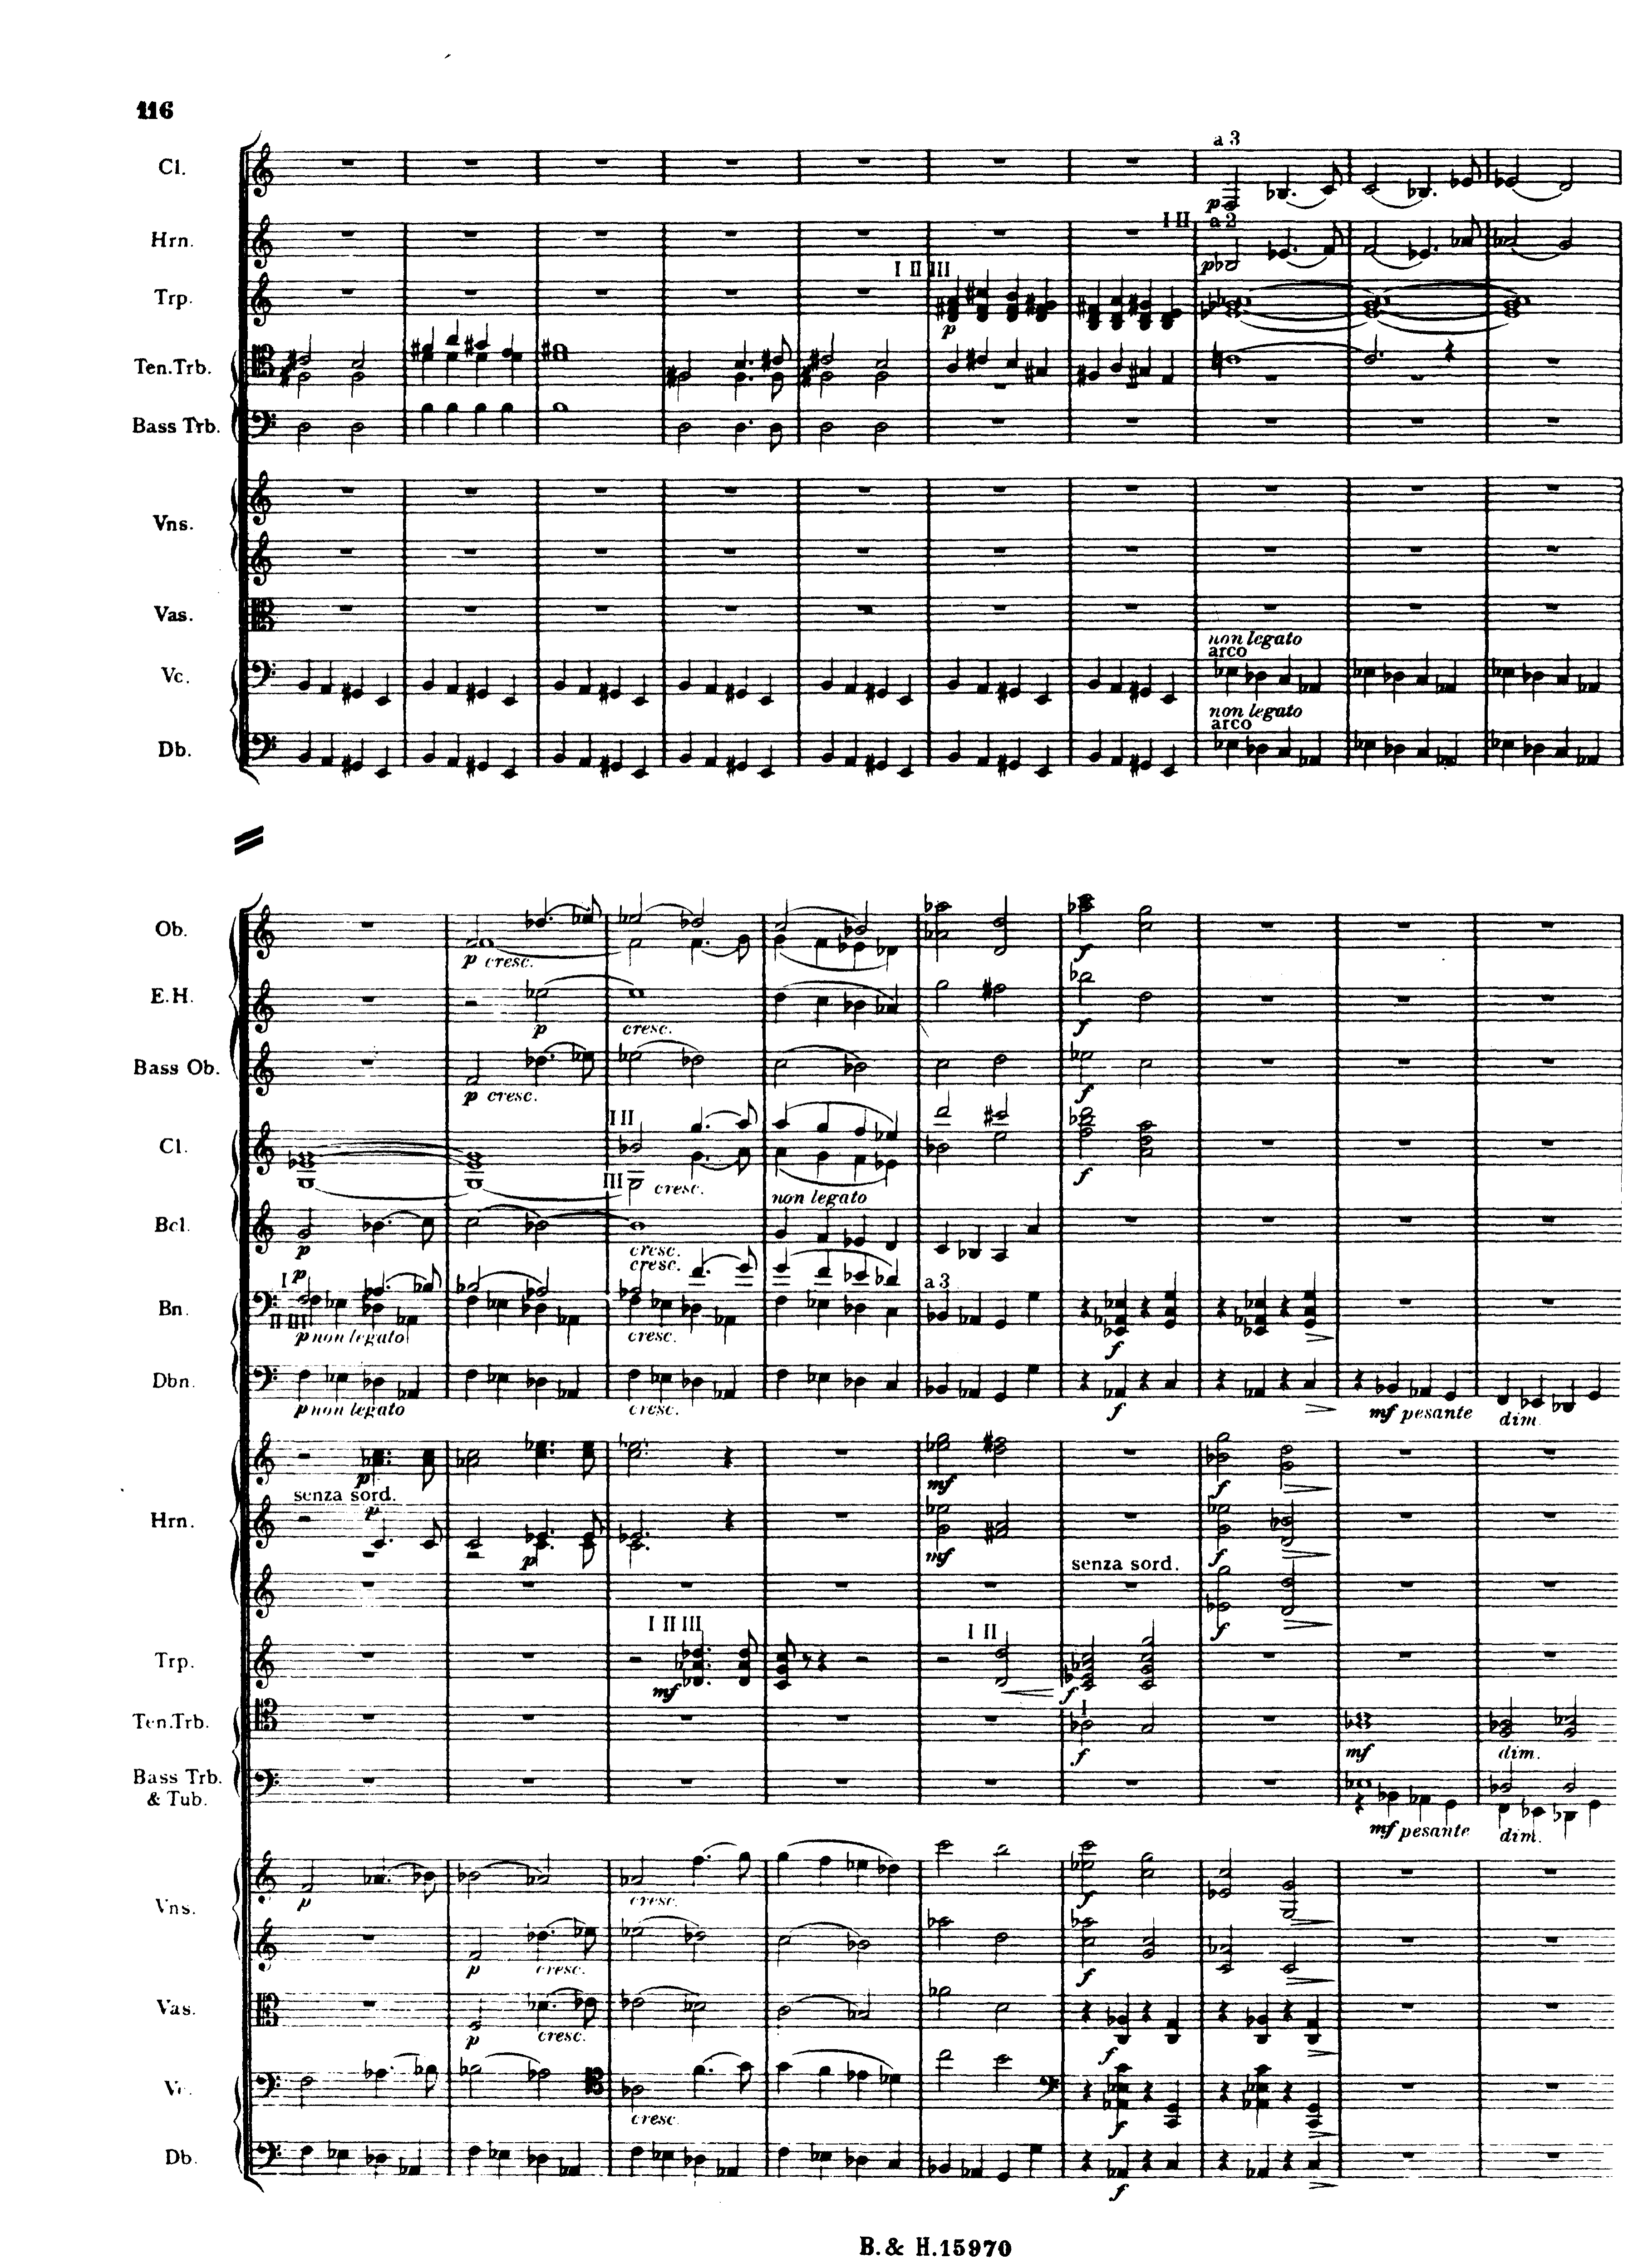 116
a 3
Cl.
p
I II a 2
Hrn.
p
I II III
Trp.
p
Ten.Trb.
Bass Trb.
Vns.
Vas.
non legato
arco
Vc.
non legato
arco
Db.
Ob.
p cresc.
E.H.
p cresc. f
f
Bass Ob.
p cresc. f
I II
Cl.
III cresc. f
non legato
Bcl.
p cresc.
cresc.
I p a 3
Bn.
II III
p non legato cresc. f
Dbn.
p non legato cresc. f mf pesante dim.
p mf f
senza sord.
p
Hrn.
p mf f
senza sord.
f
I II III I II
Trp.
mf f
I
Ten.Trb.
f mf dim.
Bass Trb.
& Tub.
mf pesante dim.
p cresc. f
Vns.
p cresc. f
Vas.
p cresc. f
Vc.
cresc. f
Db.
f
B. & H. 15970